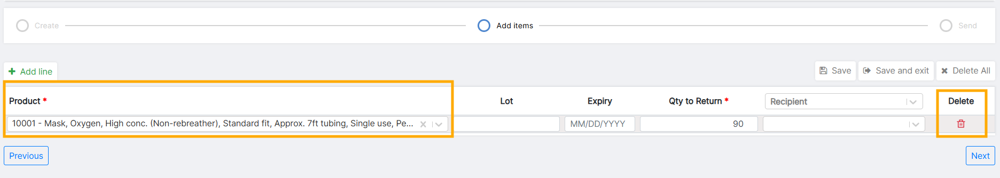 Create Add items Send
Add line Save Save and exit Delete All
Product * Lot Expiry Qty to Return * Recipient Delete
10001 - Mask, Oxygen, High conc. (Non-rebreather), Standard fit, Approx. 7ft tubing, Single use, Pe... MM/DD/YYYY 90
Previous Next